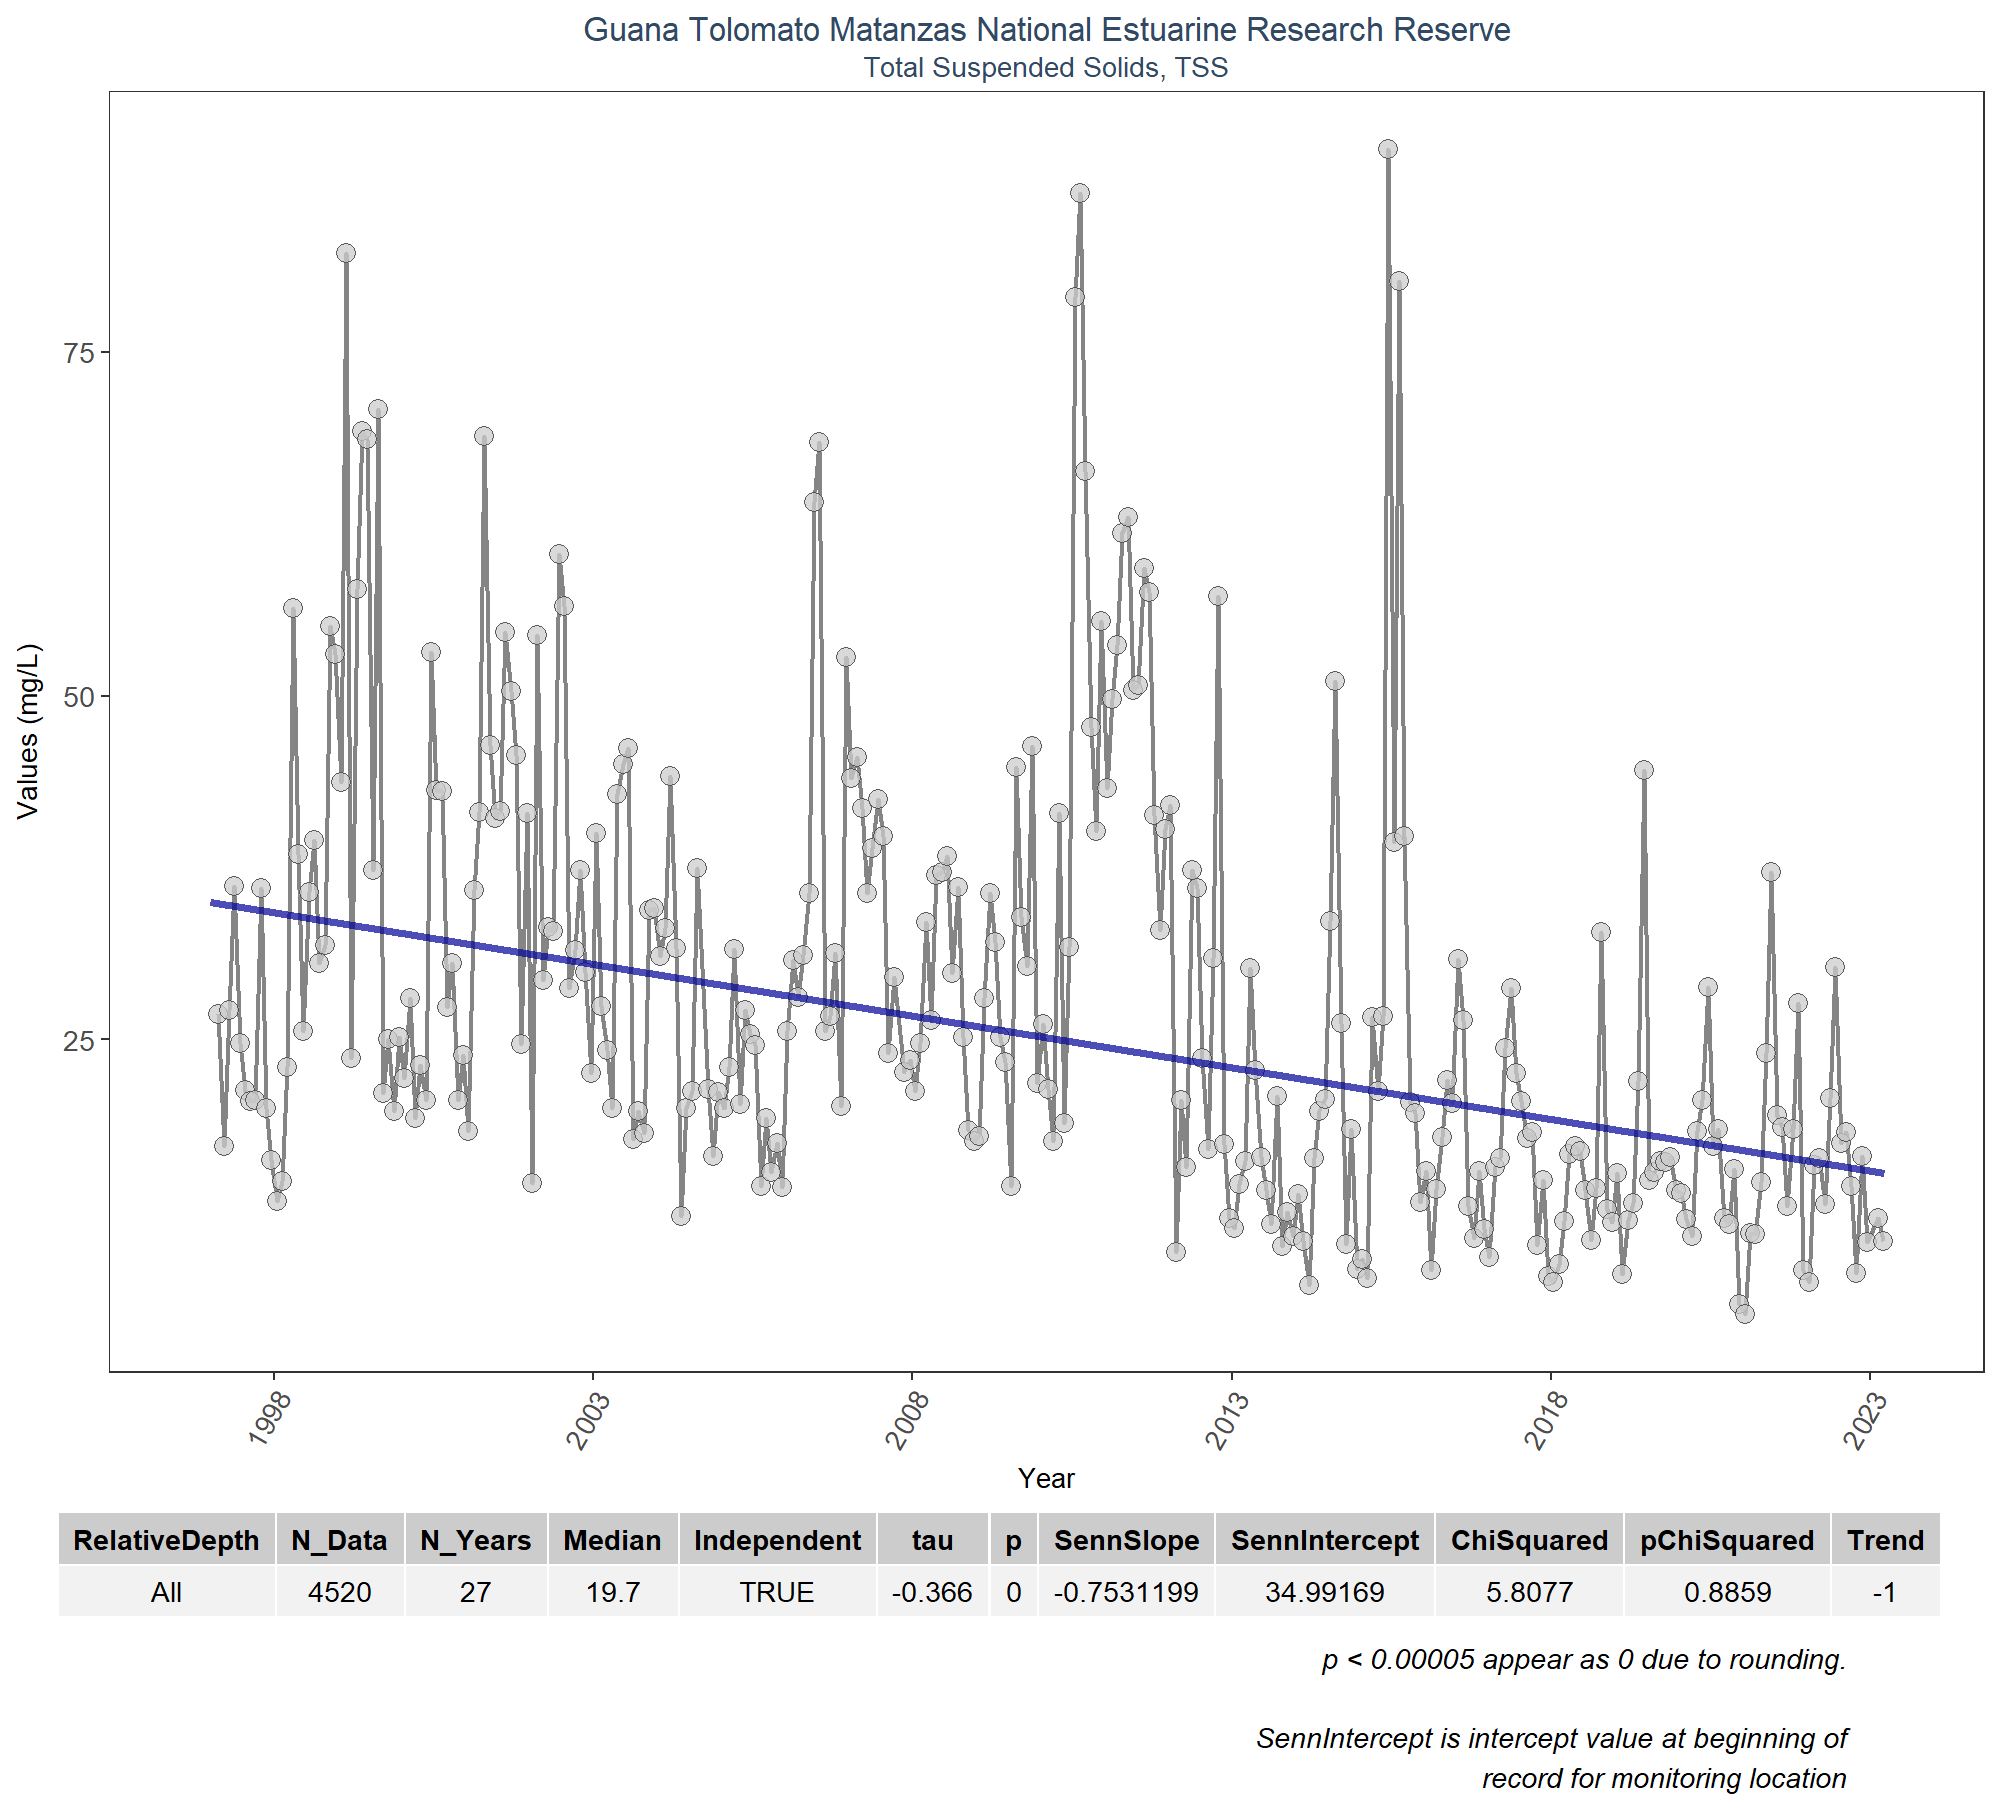 Guana Tolomato Matanzas National Estuarine Research Reserve
Total Suspended Solids, TSS
Values (mg/L)
75
50
25
1998 2003 2008 2013 2018 2023
Year
RelativeDepth N_Data N_Years Median Independent tau p SennSlope SennIntercept ChiSquared pChiSquared Trend
All 4520 27 19.7 TRUE -0.366 0 -0.7531199 34.99169 5.8077 0.8859 -1
p < 0.00005 appear as 0 due to rounding.
SennIntercept is intercept value at beginning of
record for monitoring location